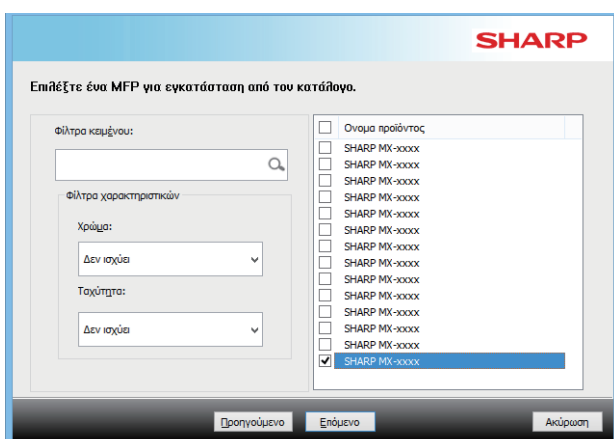 SHARP
Επιλέξτε ένα MFP για εγκατάσταση από τον κατάλογο.
Φίλτρα κειμένου:
Φίλτρα χαρακτηριστικών
Χρώμα:
Δεν ισχύει
Ταχύτητα:
Δεν ισχύει
Ονομα προϊόντος
SHARP MX-xxxx
SHARP MX-xxxx
SHARP MX-xxxx
SHARP MX-xxxx
SHARP MX-xxxx
SHARP MX-xxxx
SHARP MX-xxxx
SHARP MX-xxxx
SHARP MX-xxxx
SHARP MX-xxxx
SHARP MX-xxxx
SHARP MX-xxxx
SHARP MX-xxxx
SHARP MX-xxxx
Προηγούμενο
Επόμενο
Ακύρωση